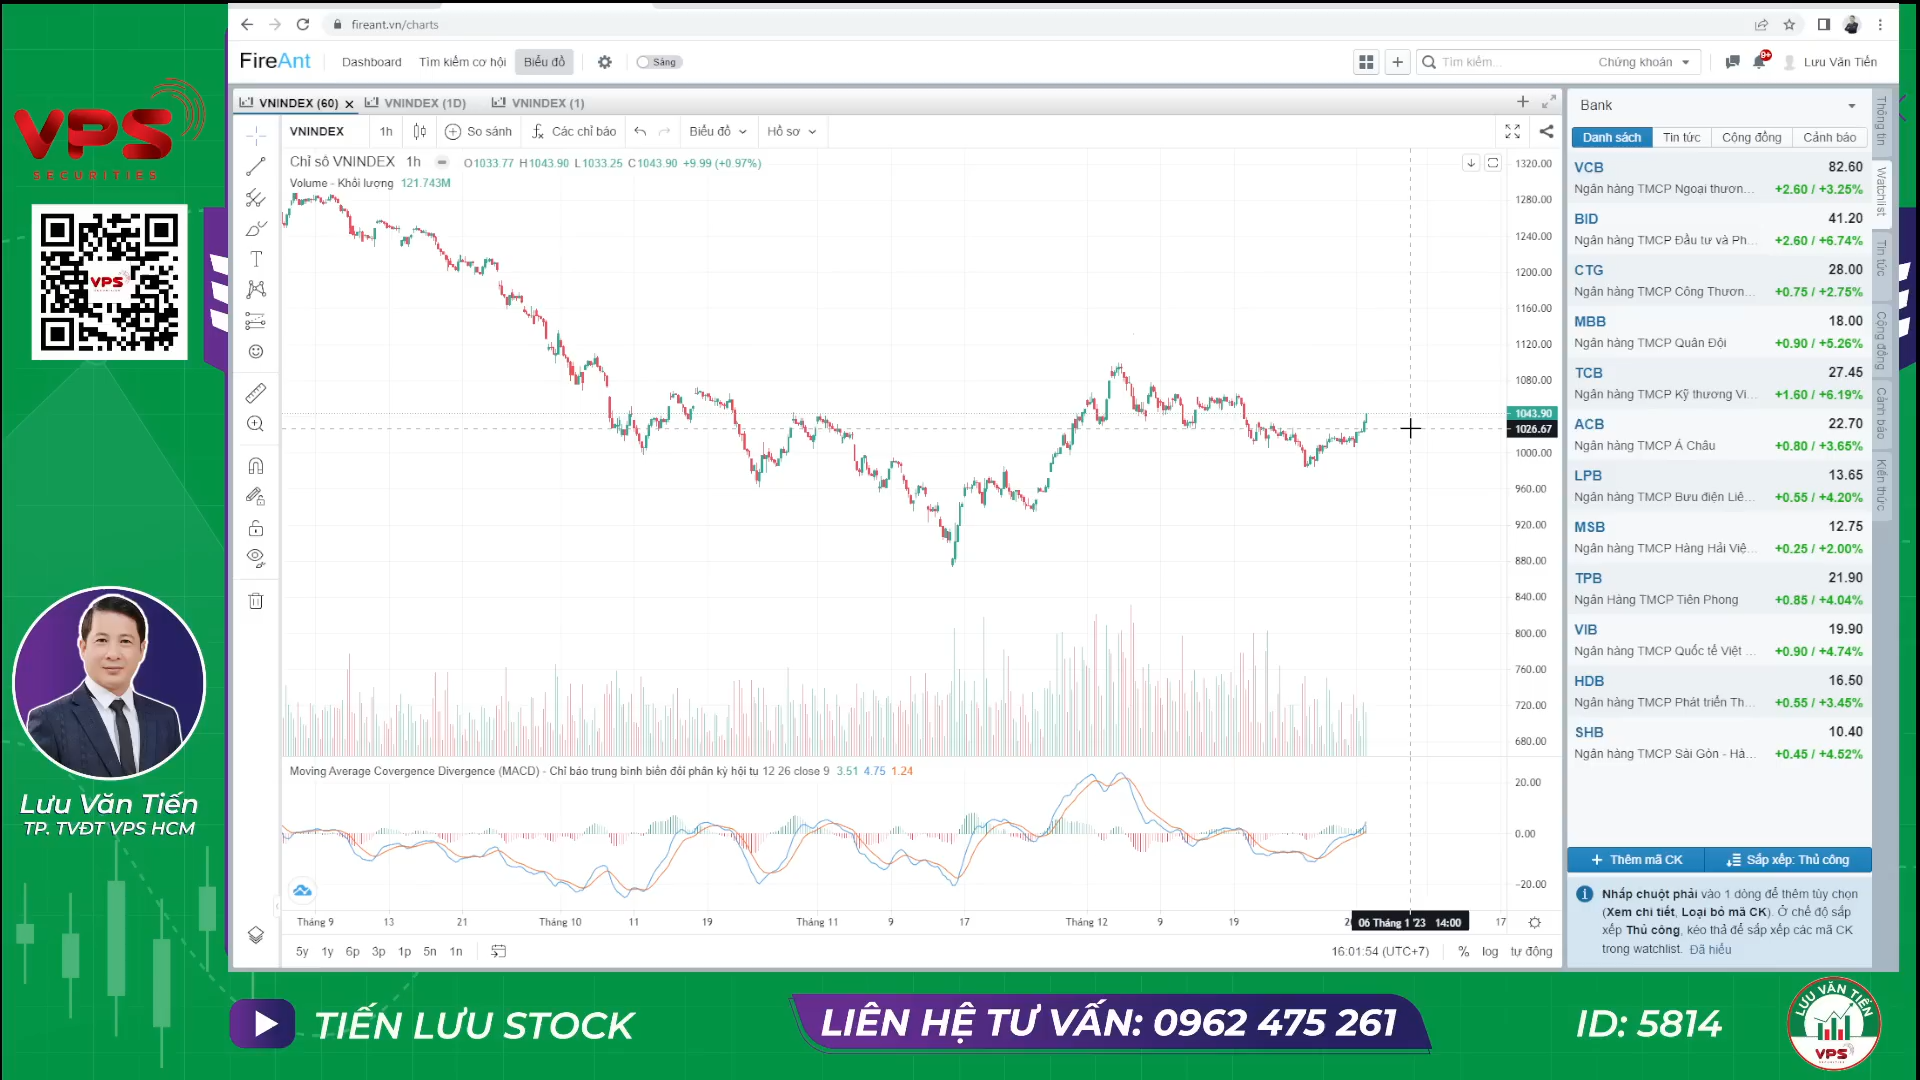 fireant.vn/charts
FireAnt
Dashboard
Tìm kiếm cơ hội
Biểu đồ
Sáng
Tìm kiếm...
Chứng khoán
9+
Lưu Văn Tiến
VNINDEX (60)
VNINDEX (1D)
VNINDEX (1)
VNINDEX
1h
So sánh
Các chỉ báo
Biểu đồ
Hồ sơ
Chỉ số VNINDEX 1h
O1033.77 H1043.90 L1033.25 C1043.90 +9.99 (+0.97%)
Volume - Khối lượng 121.743M
1320.00
1280.00
1240.00
1200.00
1160.00
1120.00
1080.00
1043.90
1026.67
1000.00
960.00
920.00
880.00
840.00
800.00
760.00
720.00
680.00
Moving Average Covergence Divergence (MACD) - Chỉ báo trung bình biến đổi phân kỳ hội tụ 12 26 close 9 3.51 4.75 1.24
20.00
0.00
-20.00
Tháng 9
13
21
Tháng 10
11
19
Tháng 11
9
17
Tháng 12
9
19
06 Tháng 1 '23 14:00
17
5y 1y 6p 3p 1p 5n 1n
16:01:54 (UTC+7)
% log tự động
Bank
Danh sách
Tin tức
Cộng đồng
Cảnh báo
VCB 82.60
Ngân hàng TMCP Ngoại thươn... +2.60 / +3.25%
BID 41.20
Ngân hàng TMCP Đầu tư và Ph... +2.60 / +6.74%
CTG 28.00
Ngân hàng TMCP Công Thươn... +0.75 / +2.75%
MBB 18.00
Ngân hàng TMCP Quân Đội +0.90 / +5.26%
TCB 27.45
Ngân hàng TMCP Kỹ thương Vi... +1.60 / +6.19%
ACB 22.70
Ngân hàng TMCP Á Châu +0.80 / +3.65%
LPB 13.65
Ngân hàng TMCP Bưu điện Liê... +0.55 / +4.20%
MSB 12.75
Ngân hàng TMCP Hàng Hải Việ... +0.25 / +2.00%
TPB 21.90
Ngân Hàng TMCP Tiên Phong +0.85 / +4.04%
VIB 19.90
Ngân hàng TMCP Quốc tế Việt ... +0.90 / +4.74%
HDB 16.50
Ngân hàng TMCP Phát triển Th... +0.55 / +3.45%
SHB 10.40
Ngân hàng TMCP Sài Gòn - Hà... +0.45 / +4.52%
Thêm mã CK
Sắp xếp: Thủ công
Nhấp chuột phải vào 1 dòng để thêm tùy chọn
(Xem chi tiết, Loại bỏ mã CK). Ở chế độ sắp
xếp Thủ công, kéo thả để sắp xếp các mã CK
trong watchlist. Đã hiểu
Thông tin
Watchlist
Tin tức
Cộng đồng
Cảnh báo
Kiến thức
VPS
SECURITIES
VPS
Lưu Văn Tiến
TP. TVĐT VPS HCM
TIẾN LƯU STOCK
LIÊN HỆ TƯ VẤN: 0962 475 261
ID: 5814
LƯU VĂN TIẾN
VPS